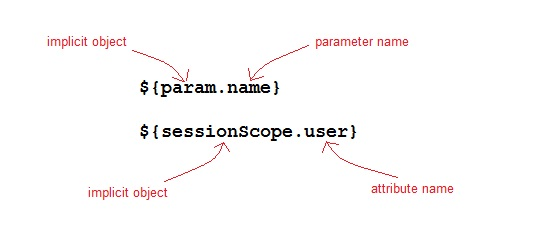 implicit object parameter name
${param.name}
${sessionScope.user}
implicit object attribute name